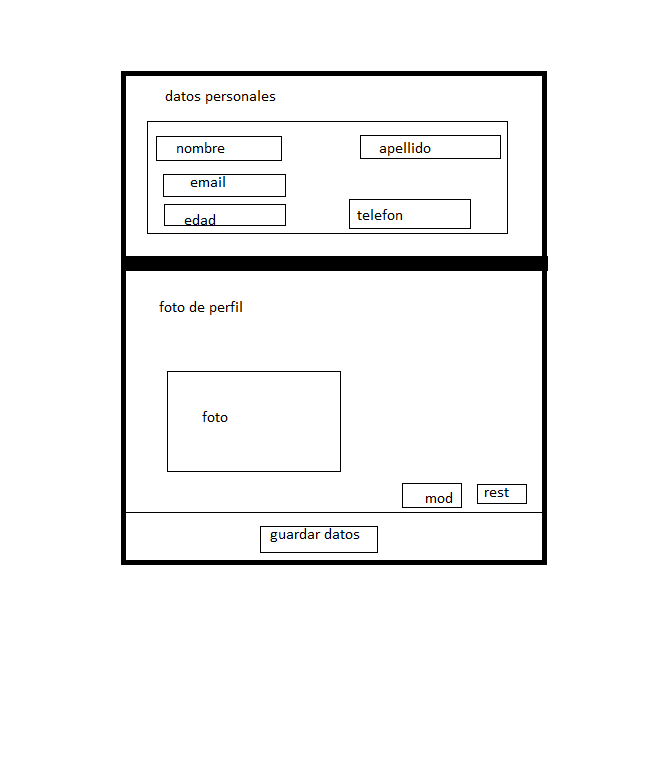 datos personales
nombre
apellido
email
edad
telefon
foto de perfil
foto
mod
rest
guardar datos